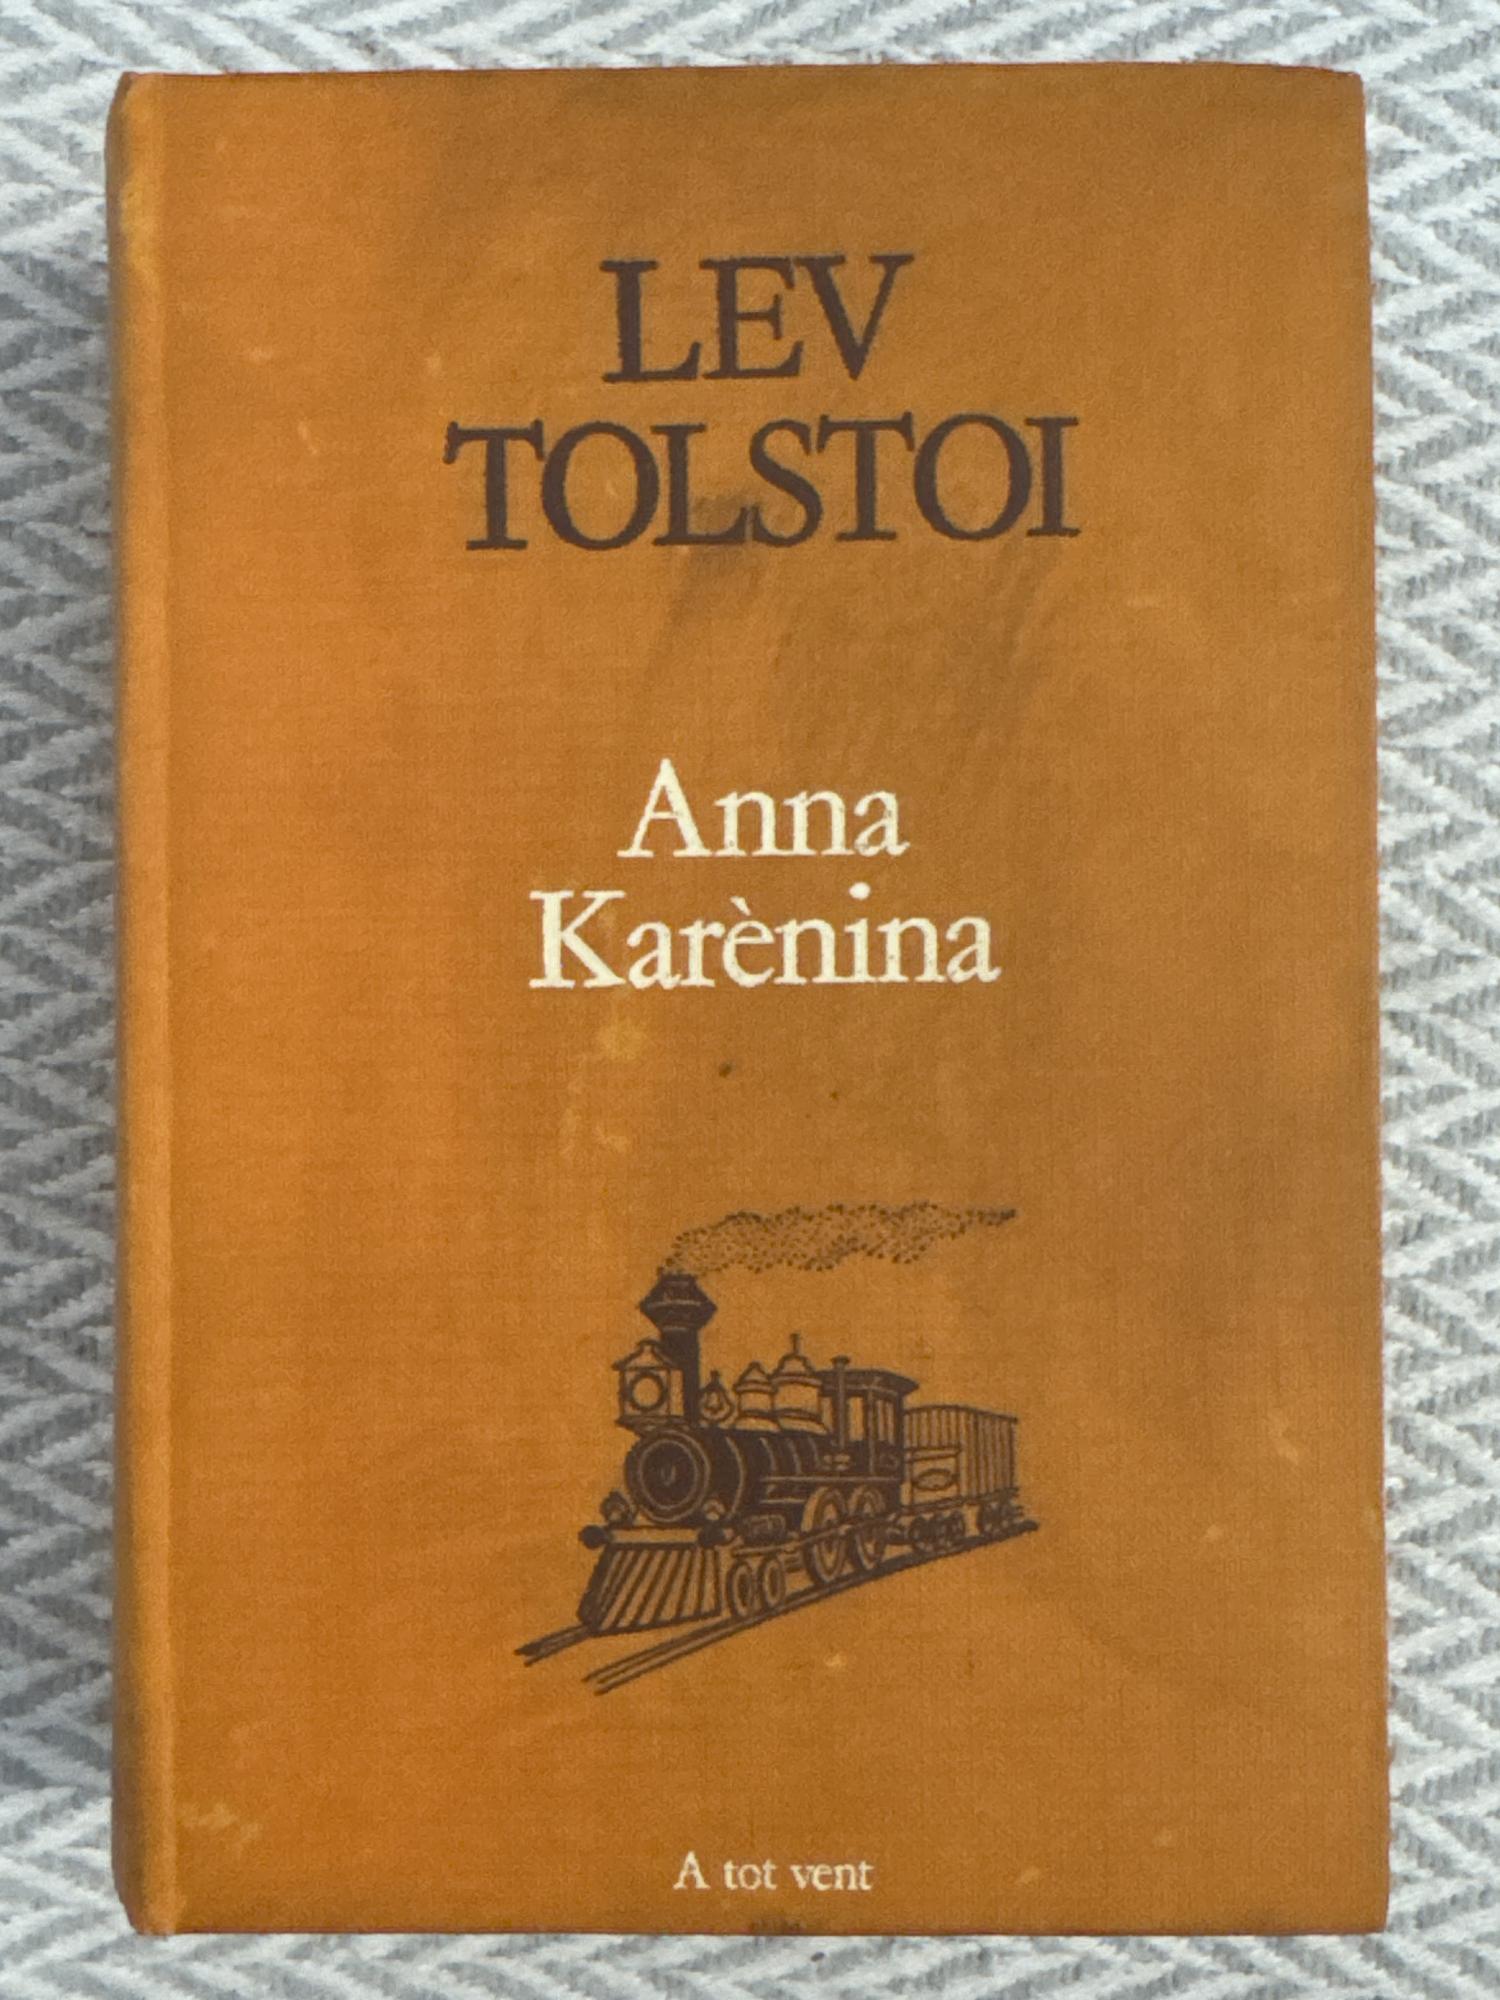 LEV
TOLSTOI
Anna
Karènina
A tot vent